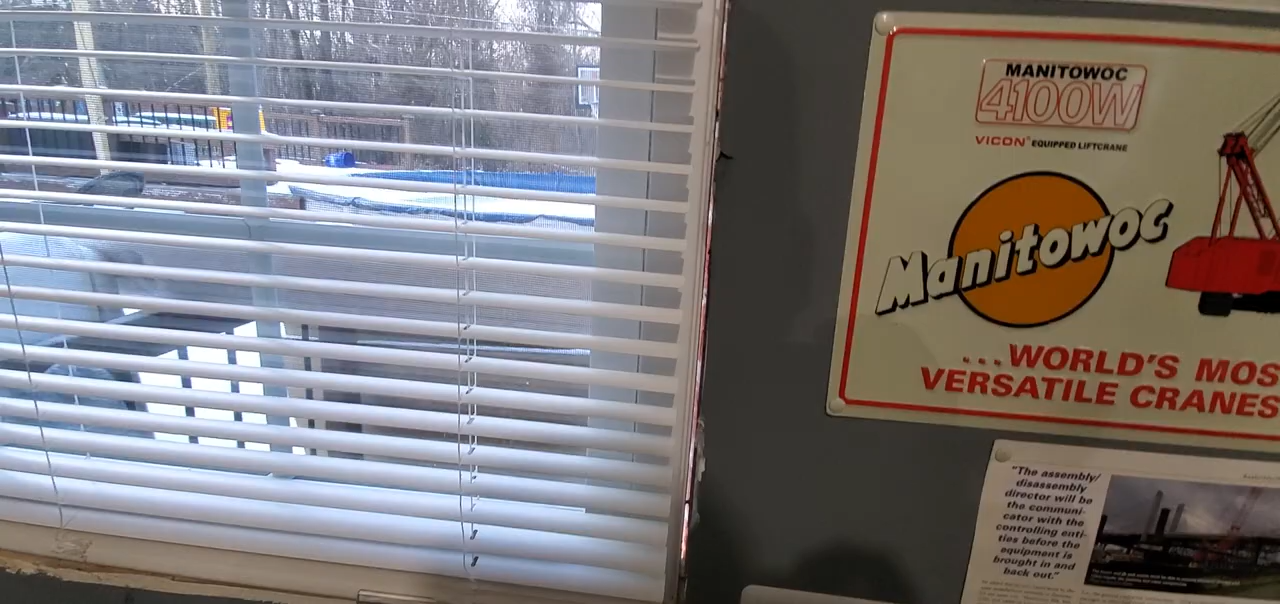 MANITOWOC
4100W
VICON® EQUIPPED LIFTCRANE
Manitowoc
...WORLD'S MOS
VERSATILE CRANES
"The assembly/
disassembly
director will be
the communi-
cator with the
controlling enti-
ties before the
equipment is
brought in and
back out."